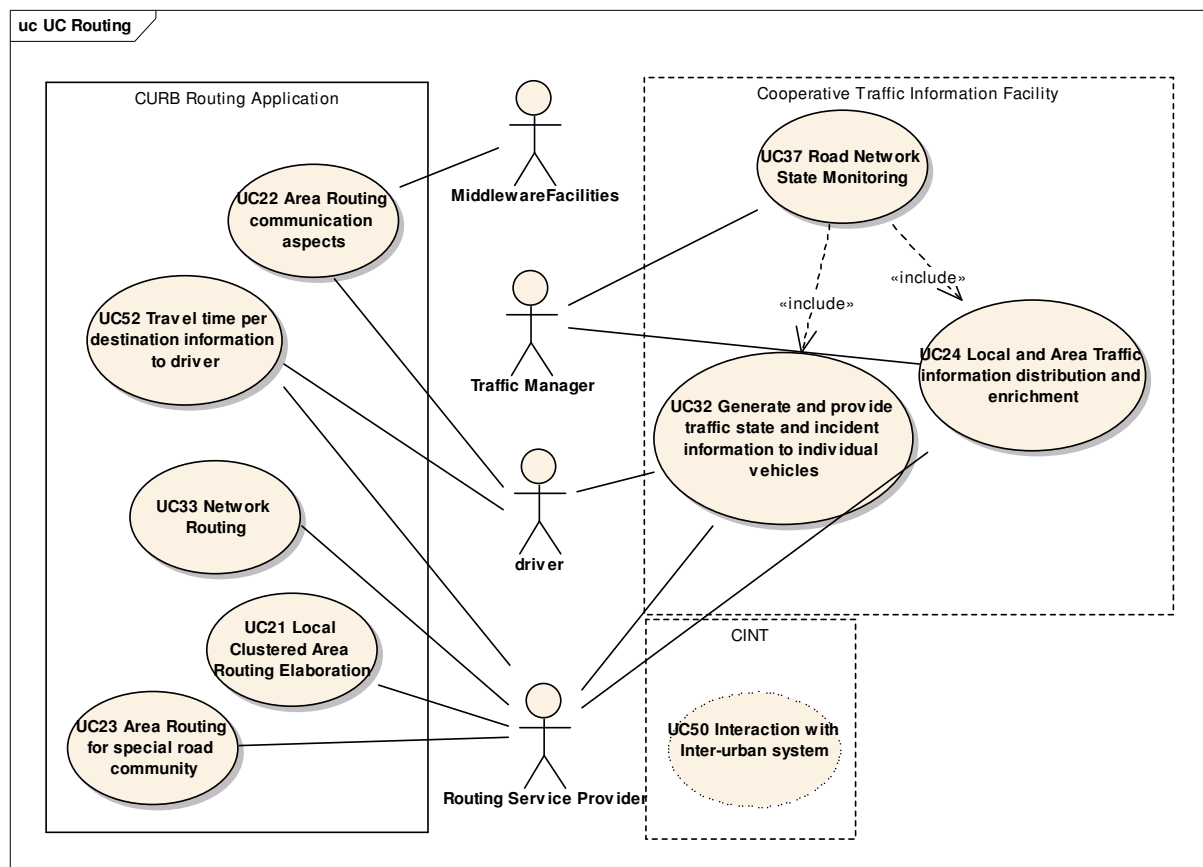 uc UC Routing
CURB Routing Application
UC22 Area Routing
communication
aspects
UC52 Travel time per
destination information
to driver
UC33 Network
Routing
UC21 Local
Clustered Area
Routing Elaboration
UC23 Area Routing
for special road
community
MiddlewareFacilities
Traffic Manager
driver
Routing Service Provider
Cooperative Traffic Information Facility
UC37 Road Network
State Monitoring
«include»
«include»
UC24 Local and Area Traffic
information distribution and
enrichment
UC32 Generate and provide
traffic state and incident
information to individual
vehicles
CINT
UC50 Interaction with
Inter-urban system